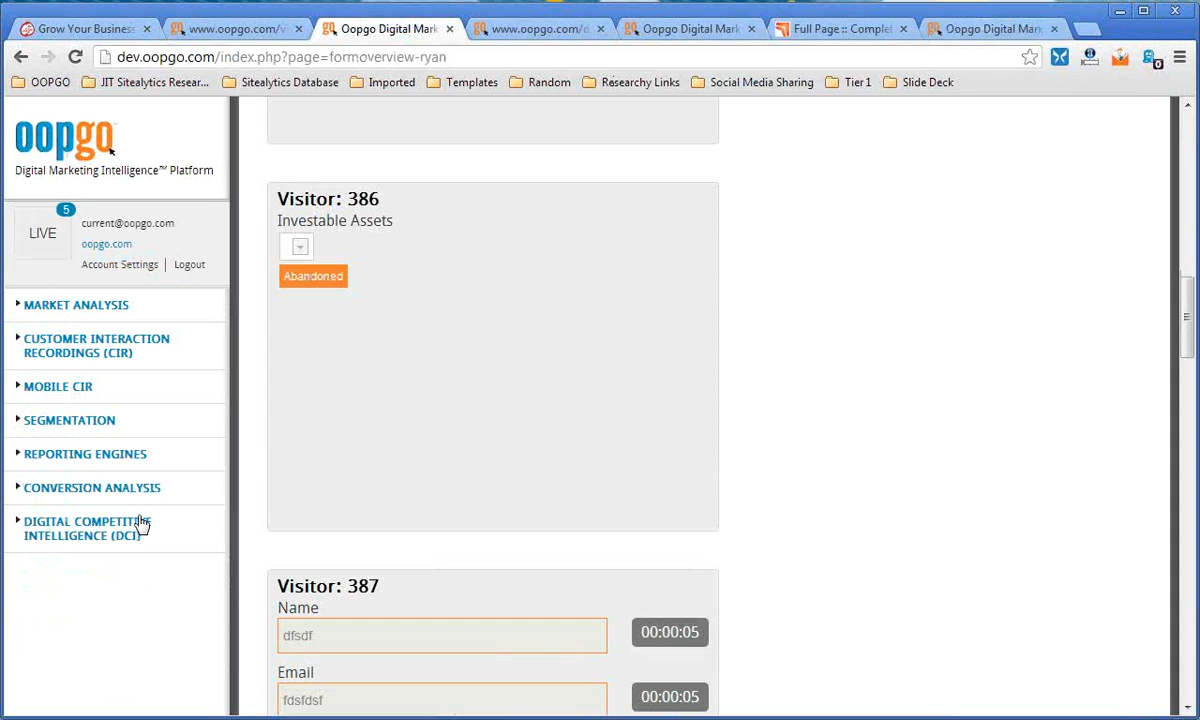 Grow Your Business
www.oopgo.com/v
Oopgo Digital Mark
www.oopgo.com/d
Oopgo Digital Mark
Full Page :: Complet
Oopgo Digital Mark
dev.oopgo.com/index.php?page=formoverview-ryan
0
OOPGO
JIT Sitealytics Resear...
Sitealytics Database
Imported
Templates
Random
Researchy Links
Social Media Sharing
Tier 1
Slide Deck
oopgo
Digital Marketing Intelligence™ Platform
5
LIVE
current@oopgo.com
oopgo.com
Account Settings | Logout
MARKET ANALYSIS
CUSTOMER INTERACTION
RECORDINGS (CIR)
MOBILE CIR
SEGMENTATION
REPORTING ENGINES
CONVERSION ANALYSIS
DIGITAL COMPETITIVE
INTELLIGENCE (DCI)
Visitor: 386
Investable Assets
Abandoned
Visitor: 387
Name
dfsdf
00:00:05
Email
fdsfdsf
00:00:05